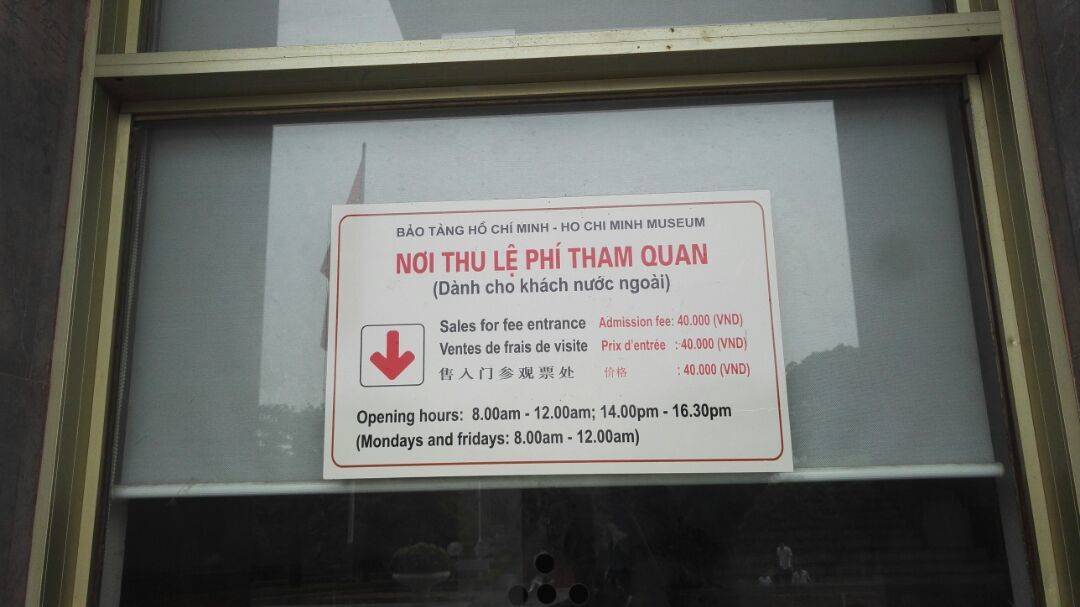 BẢO TÀNG HỒ CHÍ MINH - HO CHI MINH MUSEUM
NƠI THU LỆ PHÍ THAM QUAN
(Dành cho khách nước ngoài)
Sales for fee entrance Admission fee: 40.000 (VND)
Ventes de frais de visite Prix d'entrée : 40.000 (VND)
售入门参观票处 价格 : 40.000 (VND)
Opening hours: 8.00am - 12.00am; 14.00pm - 16.30pm
(Mondays and fridays: 8.00am - 12.00am)